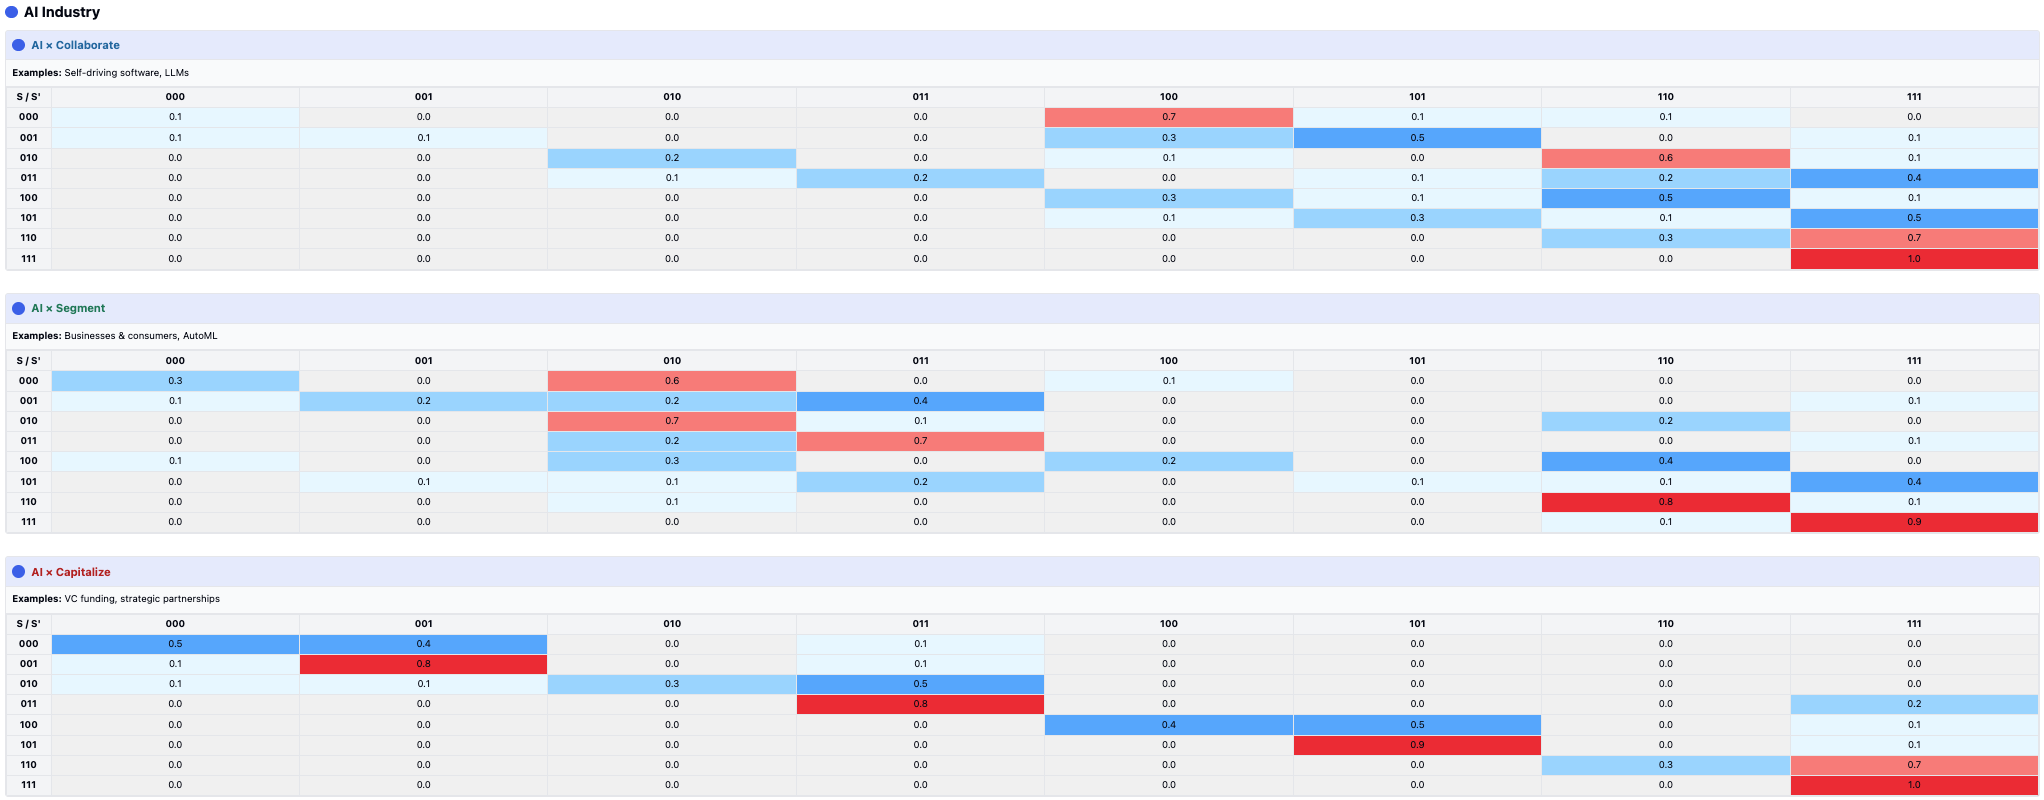 AI Industry
AI × Collaborate
Examples: Self-driving software, LLMs
S / S' 000 001 010 011 100 101 110 111
000 0.1 0.0 0.0 0.0 0.7 0.1 0.1 0.0
001 0.1 0.1 0.0 0.0 0.3 0.5 0.0 0.1
010 0.0 0.0 0.2 0.0 0.1 0.0 0.6 0.1
011 0.0 0.0 0.1 0.2 0.0 0.1 0.2 0.4
100 0.0 0.0 0.0 0.0 0.3 0.1 0.5 0.1
101 0.0 0.0 0.0 0.0 0.1 0.3 0.1 0.5
110 0.0 0.0 0.0 0.0 0.0 0.0 0.3 0.7
111 0.0 0.0 0.0 0.0 0.0 0.0 0.0 1.0
AI × Segment
Examples: Businesses & consumers, AutoML
S / S' 000 001 010 011 100 101 110 111
000 0.3 0.0 0.6 0.0 0.1 0.0 0.0 0.0
001 0.1 0.2 0.2 0.4 0.0 0.0 0.0 0.1
010 0.0 0.0 0.7 0.1 0.0 0.0 0.2 0.0
011 0.0 0.0 0.2 0.7 0.0 0.0 0.0 0.1
100 0.1 0.0 0.3 0.0 0.2 0.0 0.4 0.0
101 0.0 0.1 0.1 0.2 0.0 0.1 0.1 0.4
110 0.0 0.0 0.1 0.0 0.0 0.0 0.8 0.1
111 0.0 0.0 0.0 0.0 0.0 0.0 0.1 0.9
AI × Capitalize
Examples: VC funding, strategic partnerships
S / S' 000 001 010 011 100 101 110 111
000 0.5 0.4 0.0 0.1 0.0 0.0 0.0 0.0
001 0.1 0.8 0.0 0.1 0.0 0.0 0.0 0.0
010 0.1 0.1 0.3 0.5 0.0 0.0 0.0 0.0
011 0.0 0.0 0.0 0.8 0.0 0.0 0.0 0.2
100 0.0 0.0 0.0 0.0 0.4 0.5 0.0 0.1
101 0.0 0.0 0.0 0.0 0.0 0.9 0.0 0.1
110 0.0 0.0 0.0 0.0 0.0 0.0 0.3 0.7
111 0.0 0.0 0.0 0.0 0.0 0.0 0.0 1.0